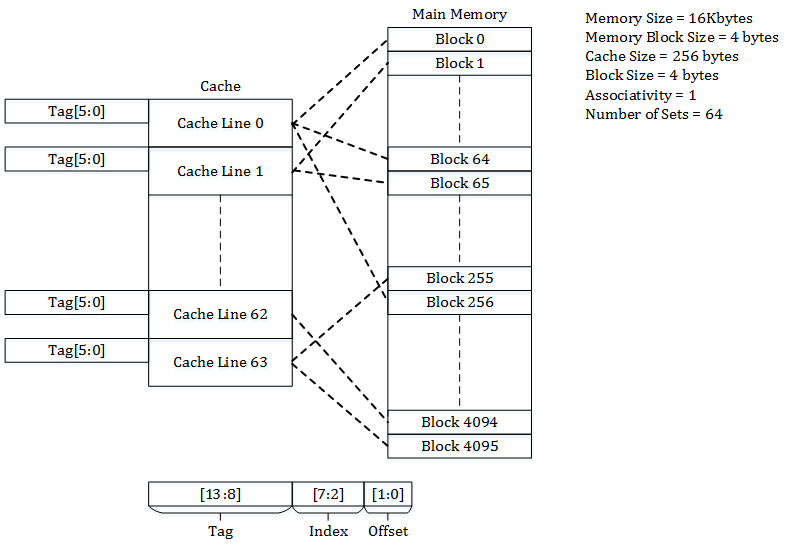 Main Memory
Block 0
Block 1
Block 64
Block 65
Block 255
Block 256
Block 4094
Block 4095
Cache
Tag[5:0]
Cache Line 0
Tag[5:0]
Cache Line 1
Tag[5:0]
Cache Line 62
Tag[5:0]
Cache Line 63
Memory Size = 16Kbytes
Memory Block Size = 4 bytes
Cache Size = 256 bytes
Block Size = 4 bytes
Associativity = 1
Number of Sets = 64
[13:8] [7:2] [1:0]
Tag Index Offset